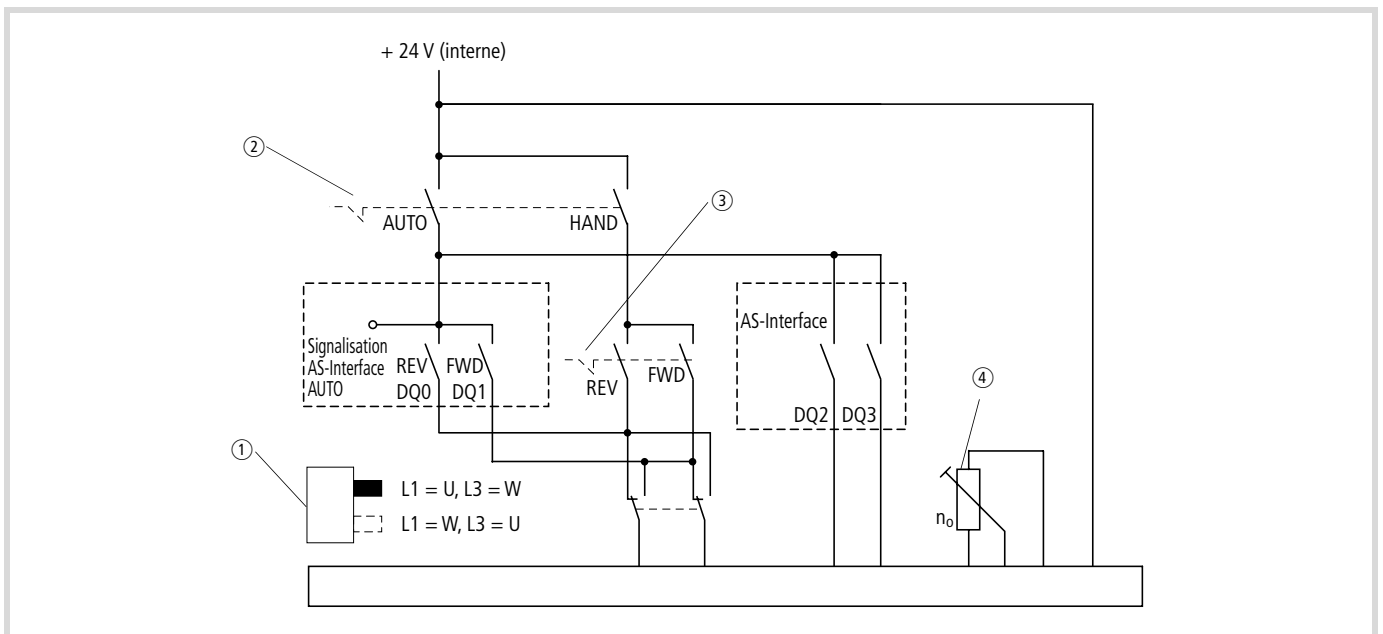 + 24 V (interne)
②
AUTO
HAND
③
Signalisation
AS-Interface
AUTO
REV
FWD
DQ0
DQ1
REV
FWD
AS-Interface
DQ2
DQ3
④
①
L1 = U, L3 = W
L1 = W, L3 = U
n₀